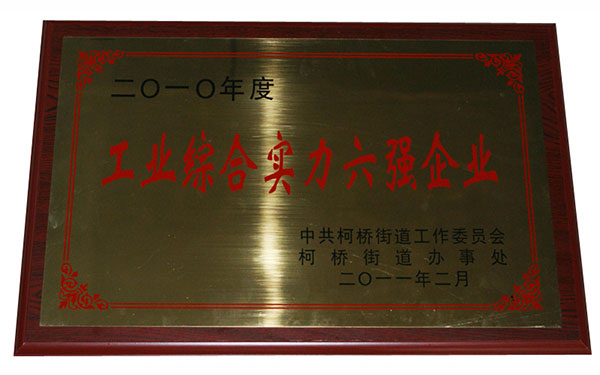 二〇一〇年度
工业综合实力六强企业
中共柯桥街道工作委员会
柯桥街道办事处
二〇一一年二月